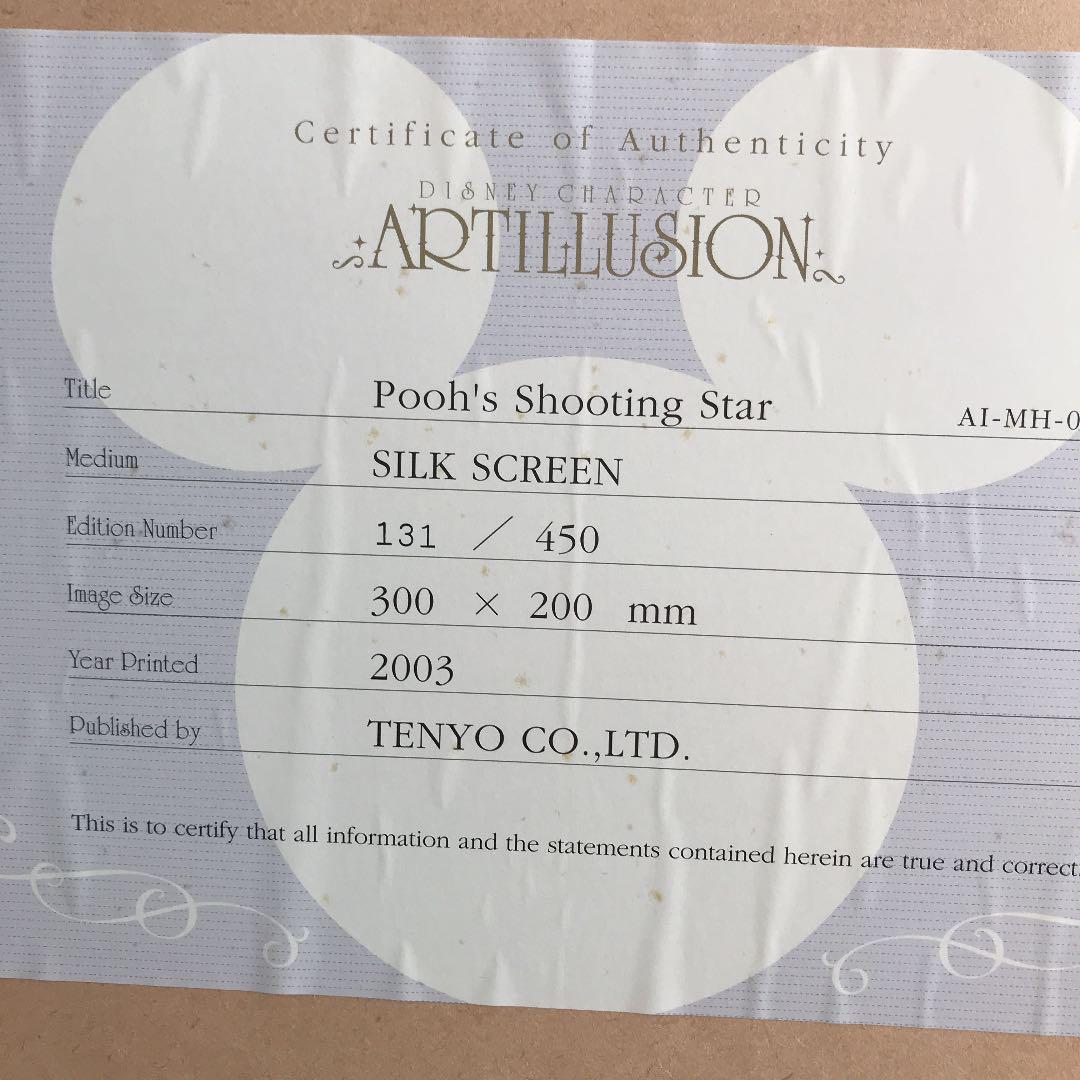 Certificate of Authenticity
DISNEY CHARACTER
ARTILLUSION
Title Pooh's Shooting Star AI-MH-0
Medium SILK SCREEN
Edition Number 131 / 450
Image Size 300 × 200 mm
Year Printed 2003
Published by TENYO CO.,LTD.
This is to certify that all information and the statements contained herein are true and correct.